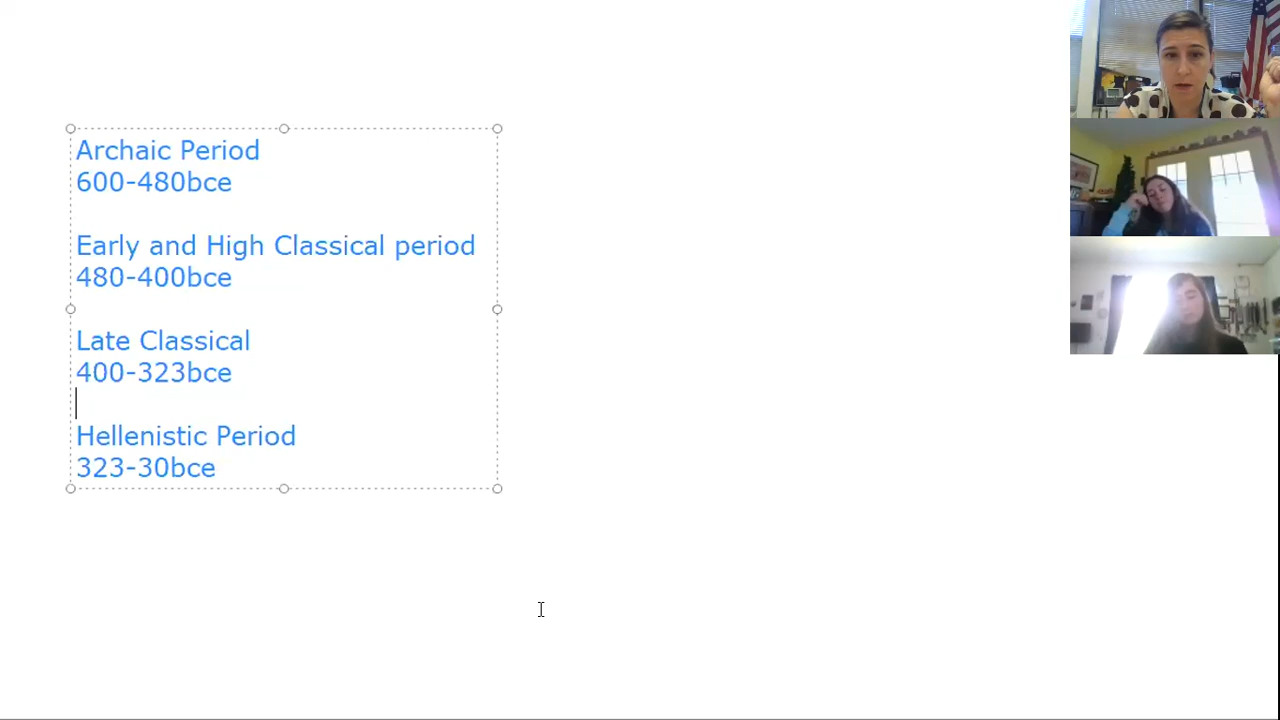 Archaic Period
600-480bce
Early and High Classical period
480-400bce
Late Classical
400-323bce
Hellenistic Period
323-30bce